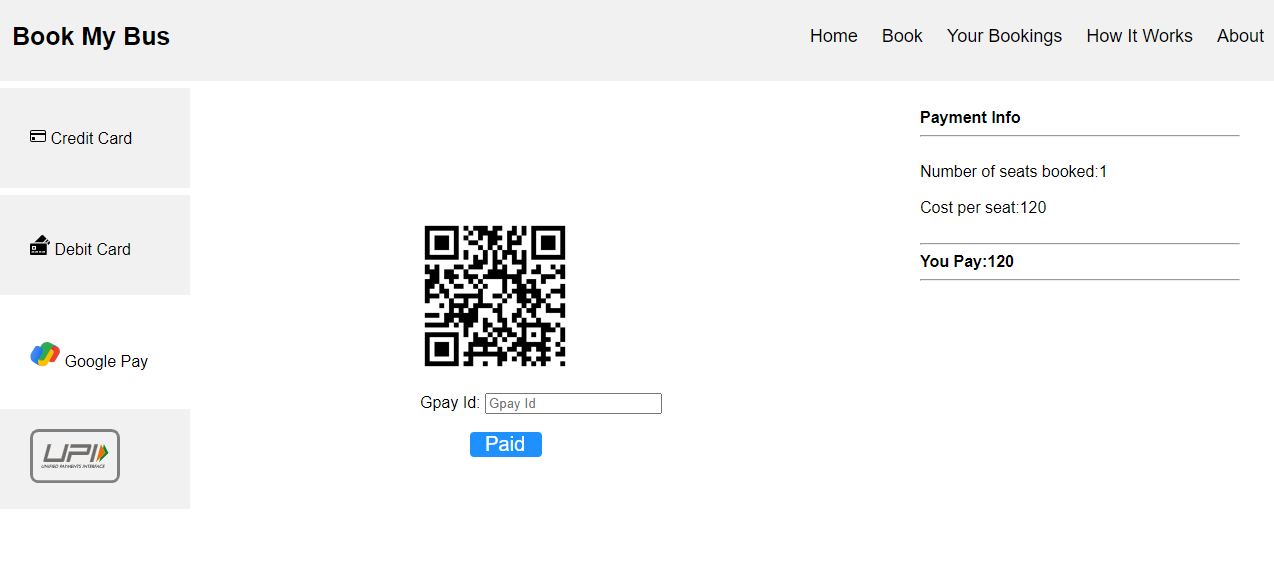 Book My Bus
Home Book Your Bookings How It Works About
Credit Card
Debit Card
Google Pay
UPI
UNIFIED PAYMENTS INTERFACE
Gpay Id: Gpay Id
Paid
Payment Info
Number of seats booked:1
Cost per seat:120
You Pay:120